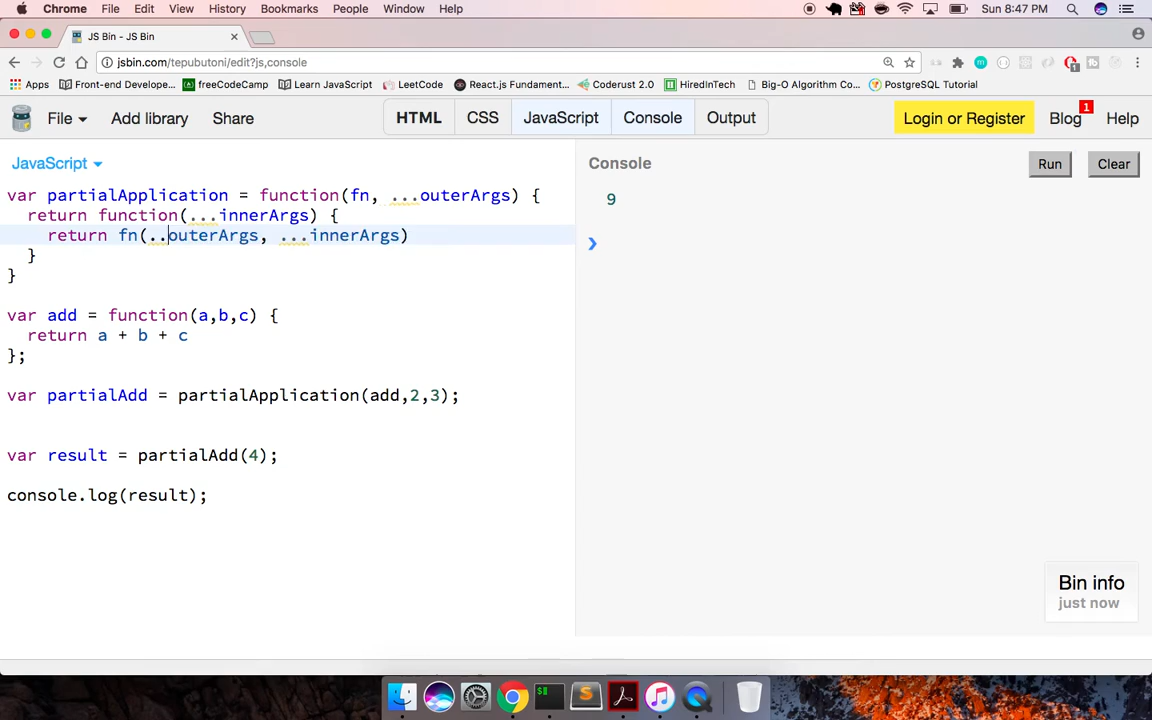 Chrome File Edit View History Bookmarks People Window Help Sun 8:47 PM
JS Bin - JS Bin
jsbin.com/tepubutoni/edit?js,console
Apps Front-end Develope... freeCodeCamp Learn JavaScript LeetCode React.js Fundament... Coderust 2.0 HiredInTech Big-O Algorithm Co... PostgreSQL Tutorial
File Add library Share HTML CSS JavaScript Console Output Login or Register Blog 1 Help
JavaScript
var partialApplication = function(fn, ...outerArgs) {
return function(...innerArgs) {
return fn(..outerArgs, ...innerArgs)
}
}
var add = function(a,b,c) {
return a + b + c
};
var partialAdd = partialApplication(add,2,3);
var result = partialAdd(4);
console.log(result);
Console Run Clear
9
Bin info
just now